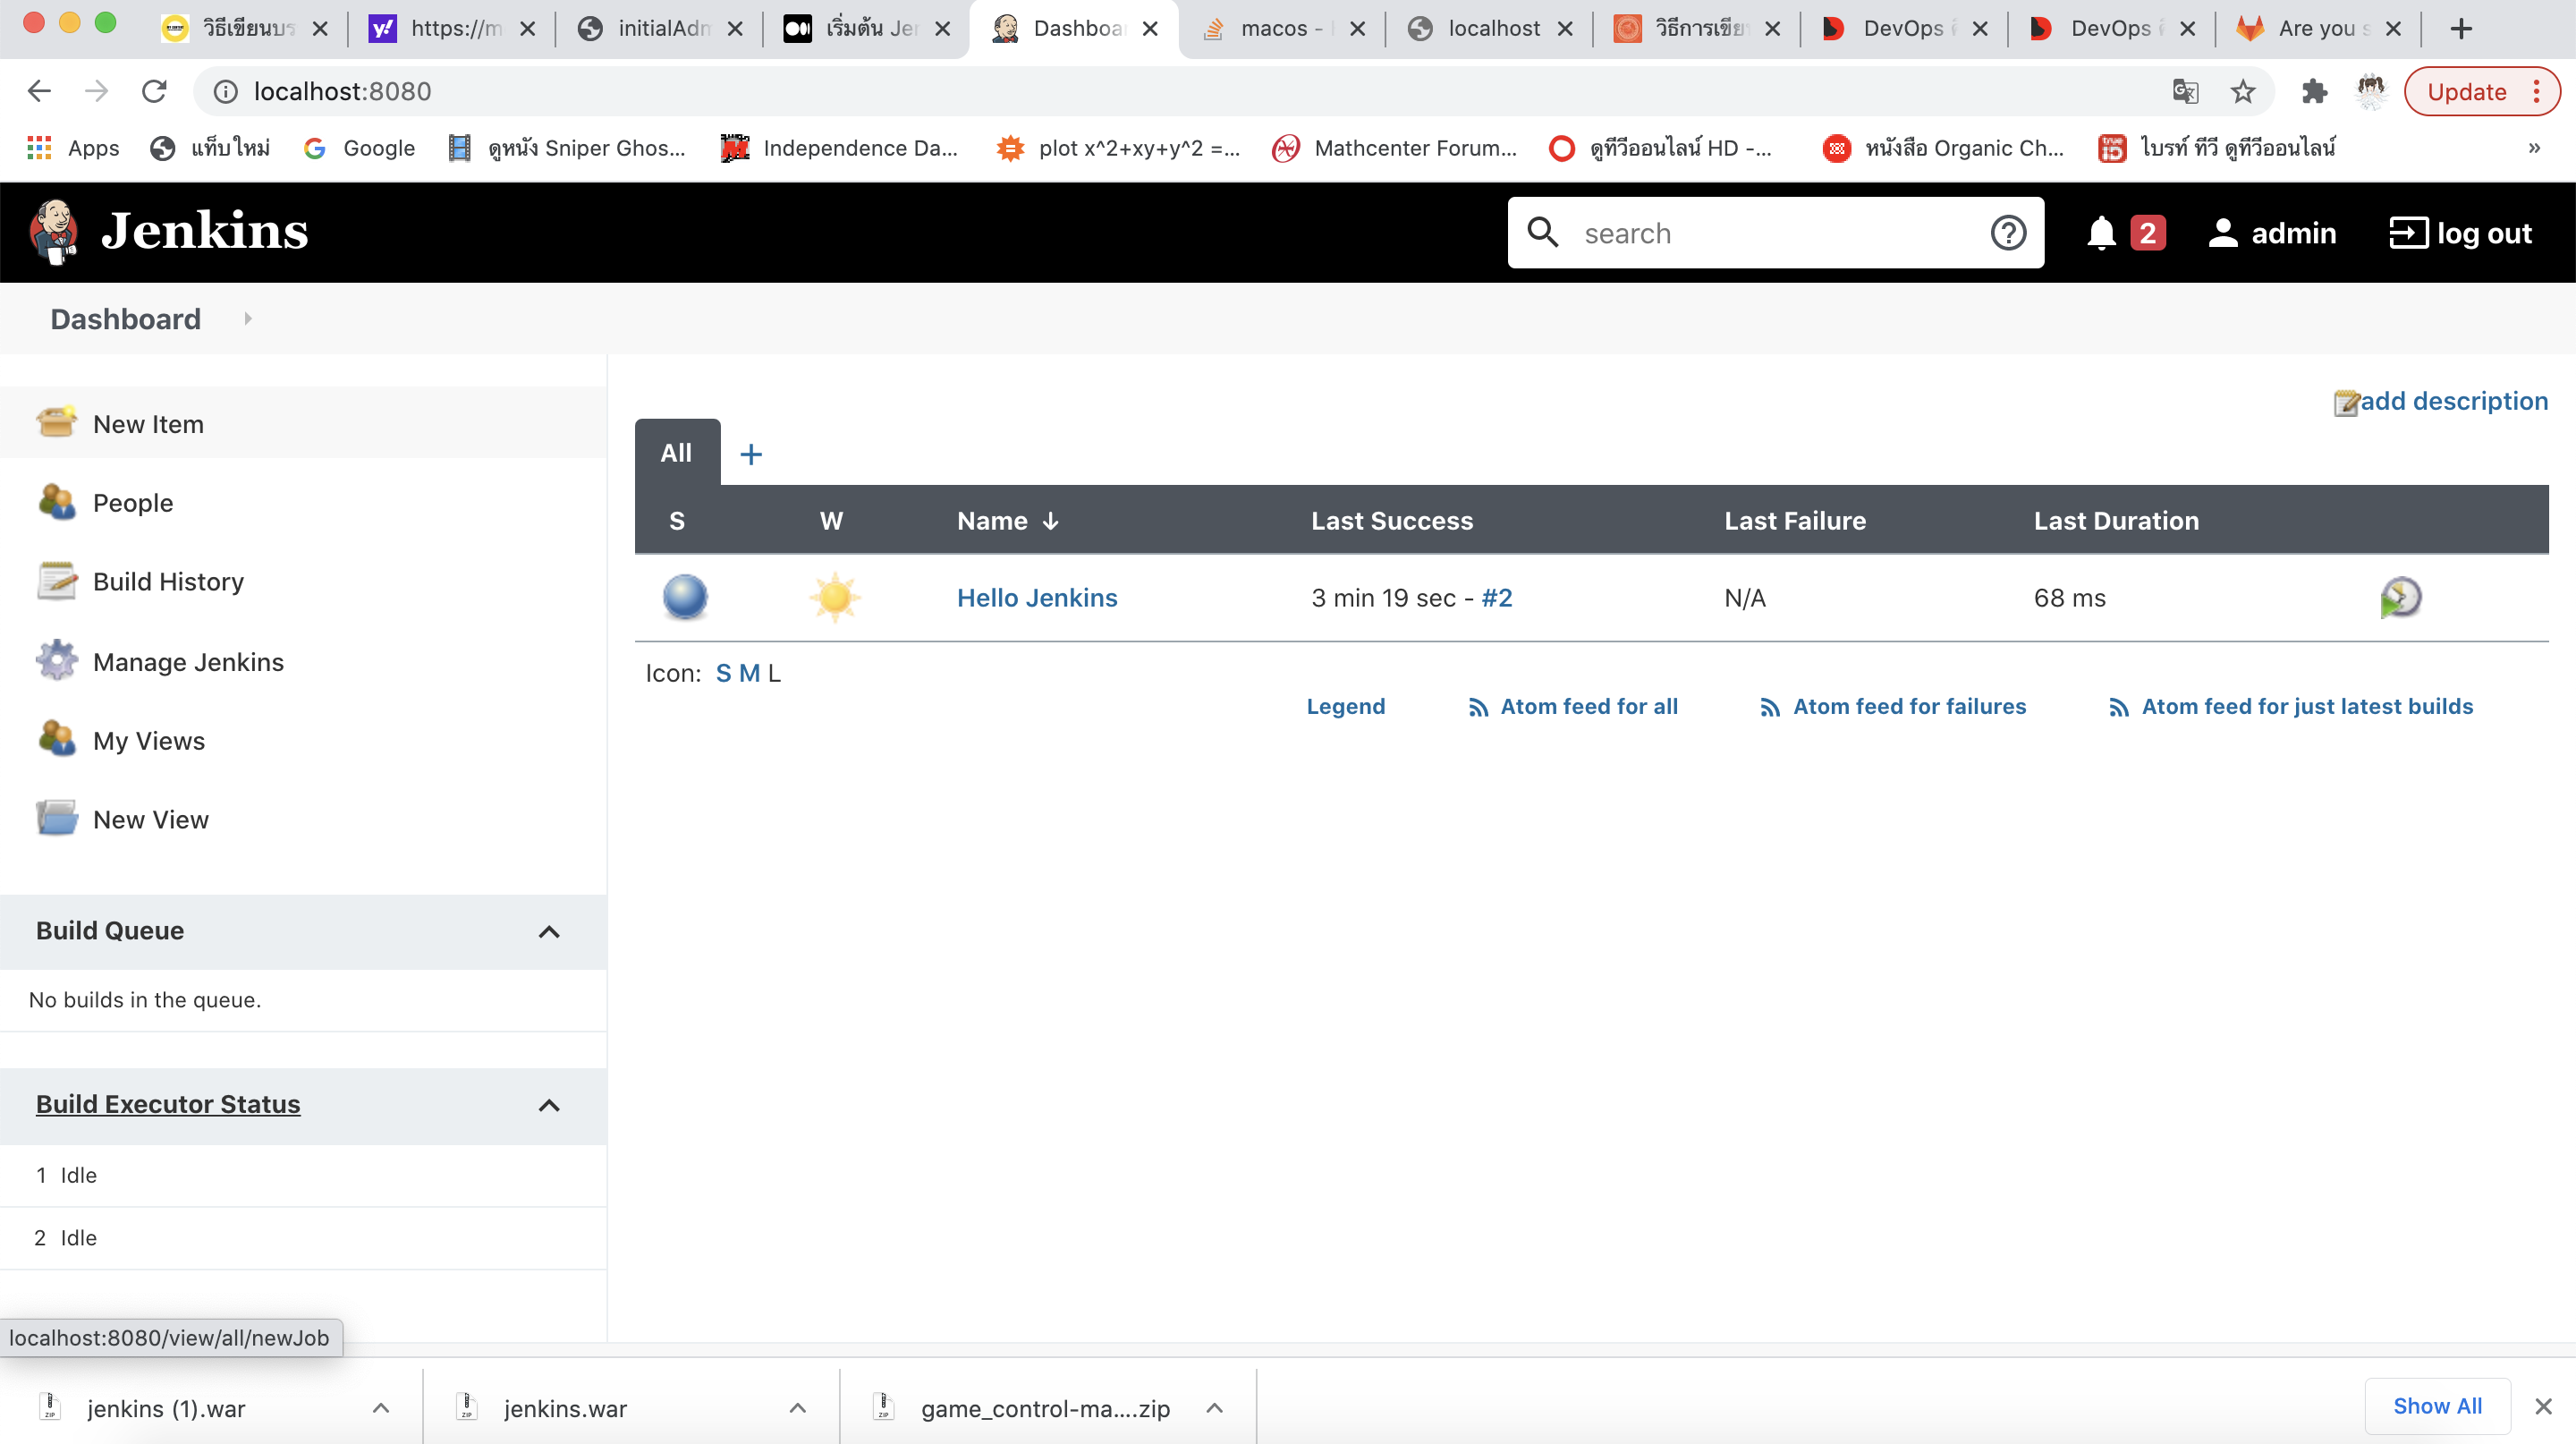 วิธีเขียนบร
https://m
initialAdm
เริ่มต้น Jen
Dashboar
macos -
localhost
วิธีการเขีย
DevOps
DevOps
Are you s
localhost:8080
Update
Apps
แท็บใหม่
Google
ดูหนัง Sniper Ghos...
Independence Da...
plot x^2+xy+y^2 =...
Mathcenter Forum...
ดูทีวีออนไลน์ HD -...
หนังสือ Organic Ch...
ไบรท์ ทีวี ดูทีวีออนไลน์
»
Jenkins
search
2
admin
log out
Dashboard
New Item
People
Build History
Manage Jenkins
My Views
New View
Build Queue
No builds in the queue.
Build Executor Status
1 Idle
2 Idle
add description
All +
S W Name ↓ Last Success Last Failure Last Duration
Hello Jenkins 3 min 19 sec - #2 N/A 68 ms
Icon: S M L
Legend Atom feed for all Atom feed for failures Atom feed for just latest builds
localhost:8080/view/all/newJob
jenkins (1).war
jenkins.war
game_control-ma....zip
Show All